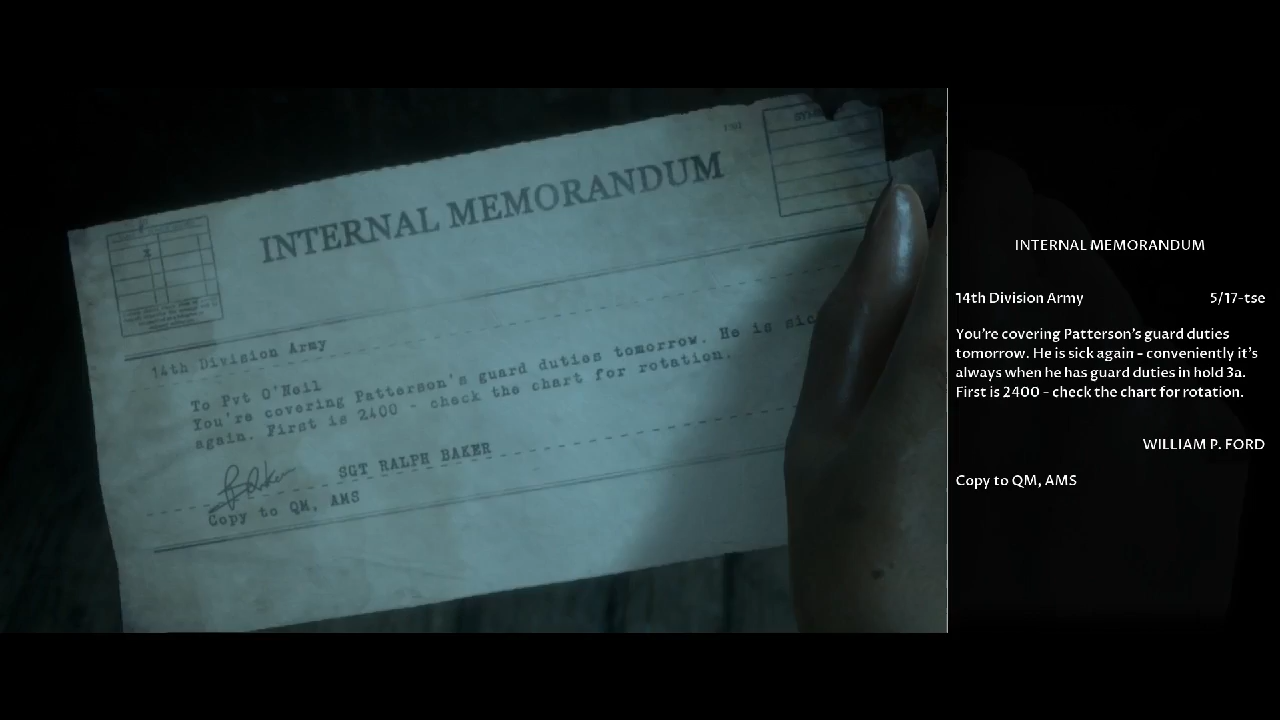 1301
INTERNAL MEMORANDUM
14th Division Army
To Pvt O'Neil
You're covering Patterson's guard duties tomorrow. He is
again. First is 2400 - check the chart for rotation.
SGT RALPH BAKER
Copy to QM, AMS
INTERNAL MEMORANDUM
14th Division Army 5/17-tse
You're covering Patterson's guard duties
tomorrow. He is sick again - conveniently it's
always when he has guard duties in hold 3a.
First is 2400 - check the chart for rotation.
WILLIAM P. FORD
Copy to QM, AMS